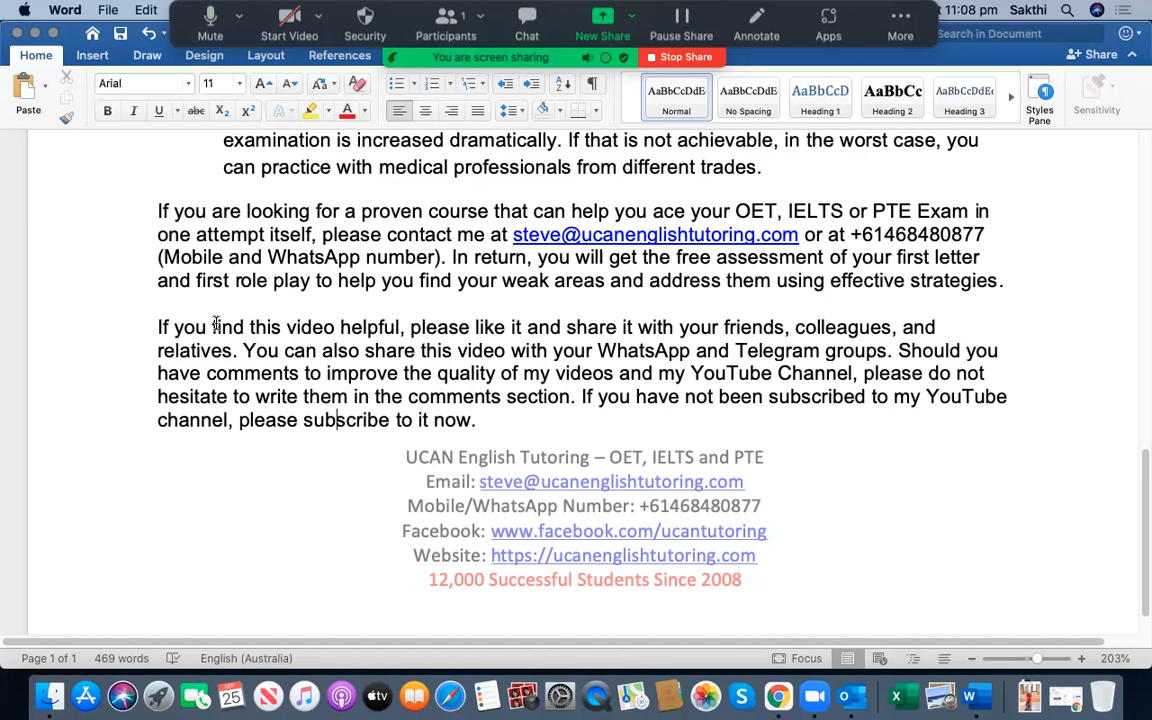 Word File Edit
Mute Start Video Security Participants 1 Chat New Share Pause Share Annotate Apps More
11:08 pm Sakthi
You are screen sharing Stop Share
Search in Document
Home Insert Draw Design Layout References
Share
Paste Arial 11
AaBbCcDdE AaBbCcDdE AaBbCcD AaBbCc AaBbCcDdE
Normal No Spacing Heading 1 Heading 2 Heading 3 Styles Pane Sensitivity
examination is increased dramatically. If that is not achievable, in the worst case, you
can practice with medical professionals from different trades.
If you are looking for a proven course that can help you ace your OET, IELTS or PTE Exam in
one attempt itself, please contact me at steve@ucanenglishtutoring.com or at +61468480877
(Mobile and WhatsApp number). In return, you will get the free assessment of your first letter
and first role play to help you find your weak areas and address them using effective strategies.
If you find this video helpful, please like it and share it with your friends, colleagues, and
relatives. You can also share this video with your WhatsApp and Telegram groups. Should you
have comments to improve the quality of my videos and my YouTube Channel, please do not
hesitate to write them in the comments section. If you have not been subscribed to my YouTube
channel, please subscribe to it now.
UCAN English Tutoring – OET, IELTS and PTE
Email: steve@ucanenglishtutoring.com
Mobile/WhatsApp Number: +61468480877
Facebook: www.facebook.com/ucantutoring
Website: https://ucanenglishtutoring.com
12,000 Successful Students Since 2008
Page 1 of 1 469 words English (Australia) Focus 203%